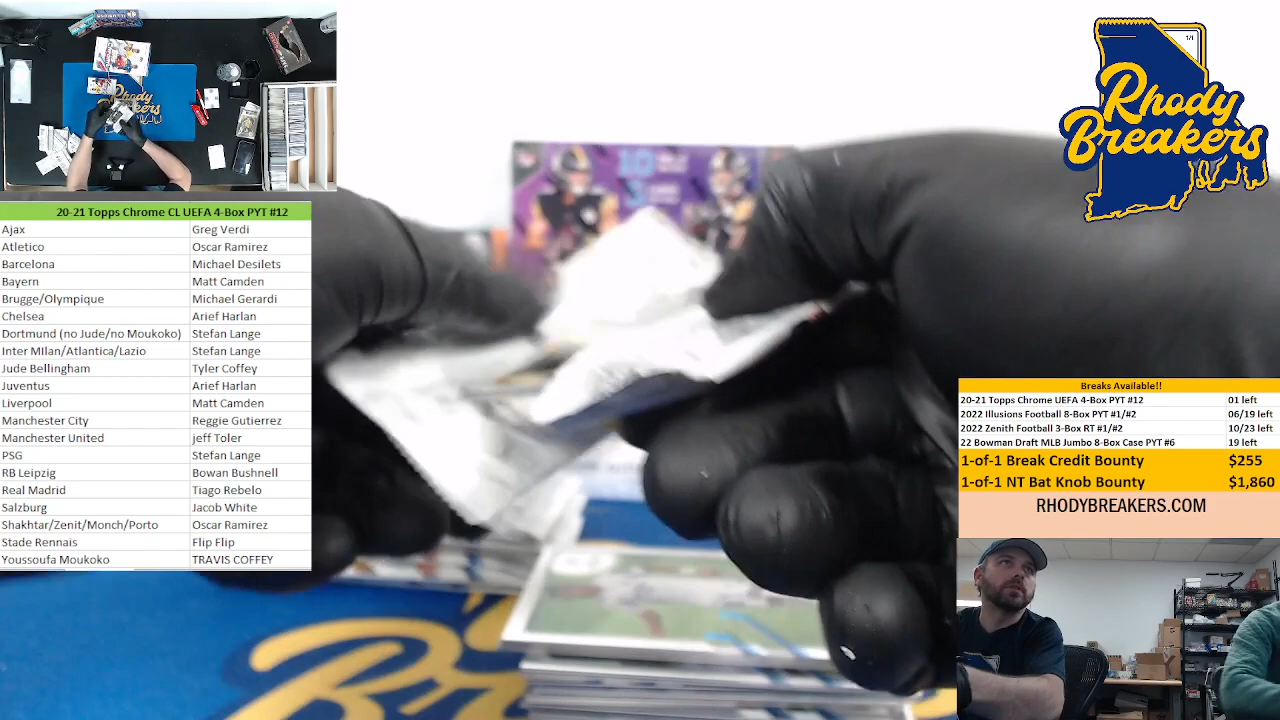 20-21 Topps Chrome CL UEFA 4-Box PYT #12
Ajax Greg Verdi
Atletico Oscar Ramirez
Barcelona Michael Desilets
Bayern Matt Camden
Brugge/Olympique Michael Gerardi
Chelsea Arief Harlan
Dortmund (no Jude/no Moukoko) Stefan Lange
Inter MIlan/Atlantica/Lazio Stefan Lange
Jude Bellingham Tyler Coffey
Juventus Arief Harlan
Liverpool Matt Camden
Manchester City Reggie Gutierrez
Manchester United jeff Toler
PSG Stefan Lange
RB Leipzig Bowan Bushnell
Real Madrid Tiago Rebelo
Salzburg Jacob White
Shakhtar/Zenit/Monch/Porto Oscar Ramirez
Stade Rennais Flip Flip
Youssoufa Moukoko TRAVIS COFFEY
Rhody
Breakers
10
3
1/1
Rhody
Breakers
Breaks Available!!
20-21 Topps Chrome UEFA 4-Box PYT #12 01 left
2022 Illusions Football 8-Box PYT #1/#2 06/19 left
2022 Zenith Football 3-Box RT #1/#2 10/23 left
22 Bowman Draft MLB Jumbo 8-Box Case PYT #6 19 left
1-of-1 Break Credit Bounty $255
1-of-1 NT Bat Knob Bounty $1,860
RHODYBREAKERS.COM